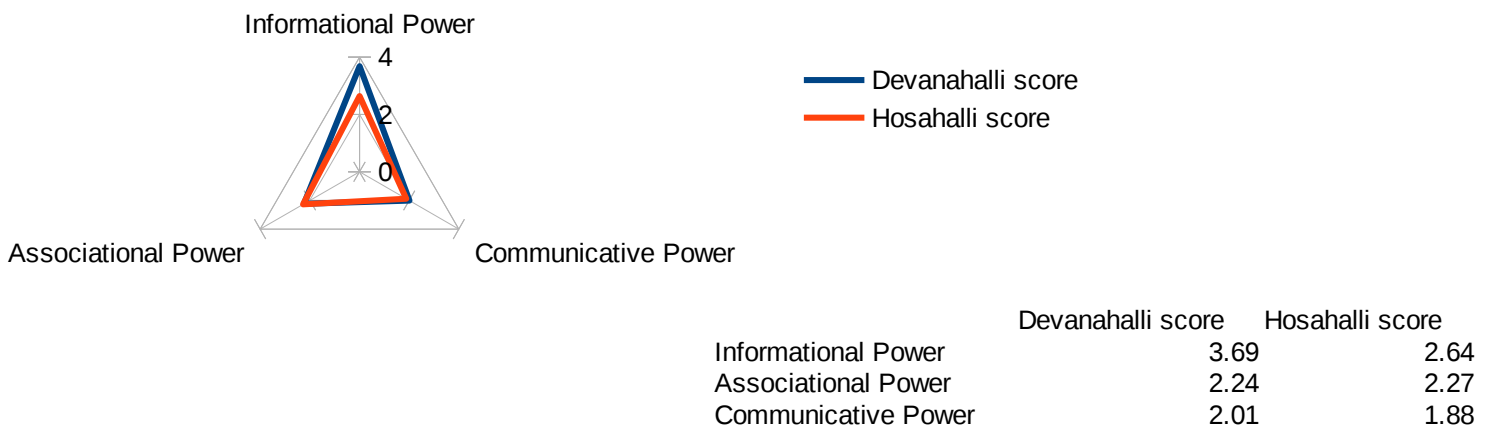 Informational Power
4
2
0
Associational Power
Communicative Power
Devanahalli score
Hosahalli score
Devanahalli score Hosahalli score
Informational Power 3.69 2.64
Associational Power 2.24 2.27
Communicative Power 2.01 1.88